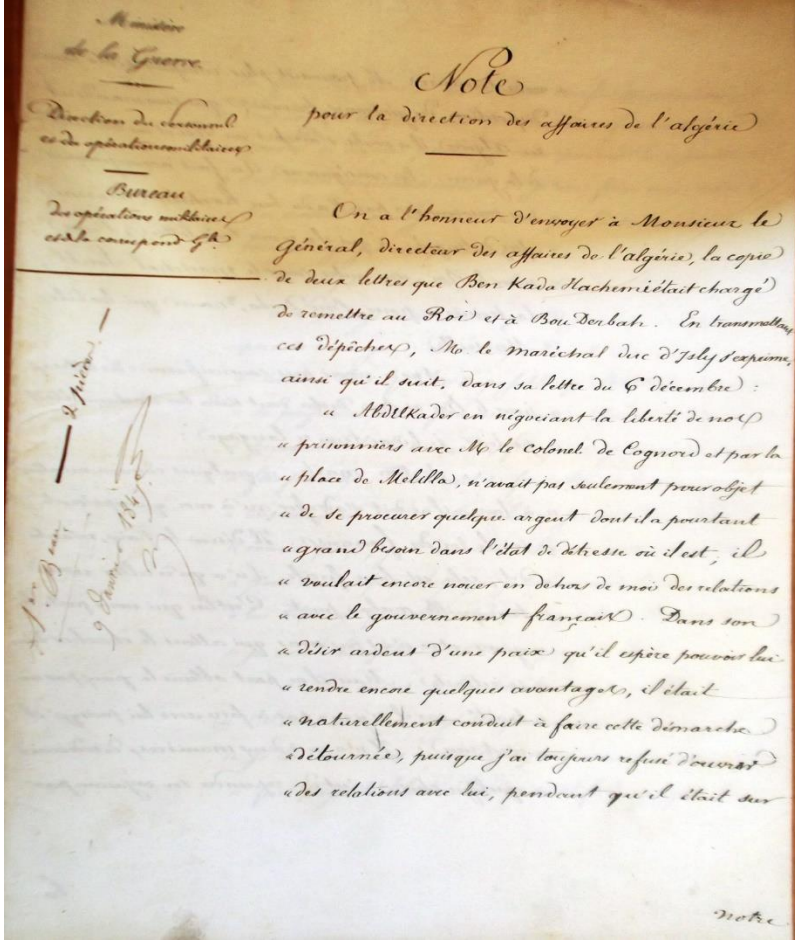 Ministère
de la Guerre.
Direction du personnel
et des opérations militaires
Bureau
des opérations militaires
et de la correspond. Gle
2 pièces
1er Beau
9 Janvier 1847.
Note
pour la direction des affaires de l'algérie
On a l'honneur d'envoyer à Monsieur le
Général, directeur des affaires de l'algérie, la copie
de deux lettres que Ben Kada Hachemi était chargé
de remettre au Roi et à Bou Derbah. En transmettant
ces dépêches, M. le maréchal duc d'Isly s'exprime,
ainsi qu'il suit, dans sa lettre du 6 décembre :
" AbdElKader en négociant la liberté de nos
" prisonniers avec M. le colonel de Cognord et par la
" place de Melilla, n'avait pas seulement pour objet
" de se procurer quelque argent dont il a pourtant
" grand besoin dans l'état de détresse où il est, il
" voulait encore nouer en dehors de moi des relations
" avec le gouvernement français. Dans son
" désir ardent d'une paix qu'il espère pouvoir lui
" rendre encore quelques avantages, il était
" naturellement conduit à faire cette démarche
" détournée, puisque j'ai toujours refusé d'ouvrir
" des relations avec lui, pendant qu'il était sur
notre